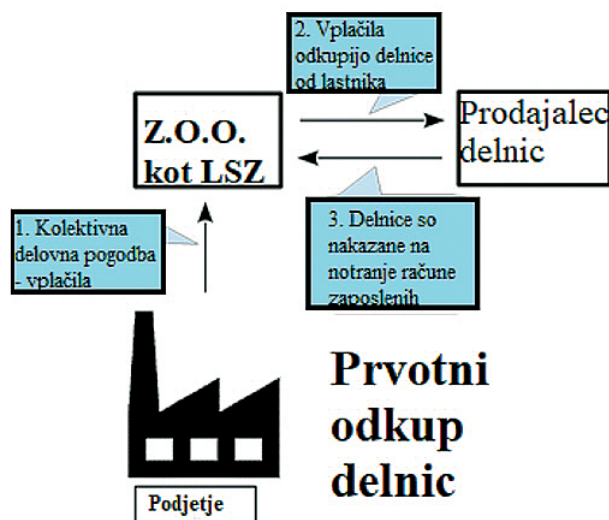 2. Vplačila
odkupijo delnice
od lastnika
Z.O.O.
kot LSZ
Prodajalec
delnic
1. Kolektivna
delovna pogodba
- vplačila
3. Delnice so
nakazane na
notranje račune
zaposlenih
Prvotni
odkup
delnic
Podjetje